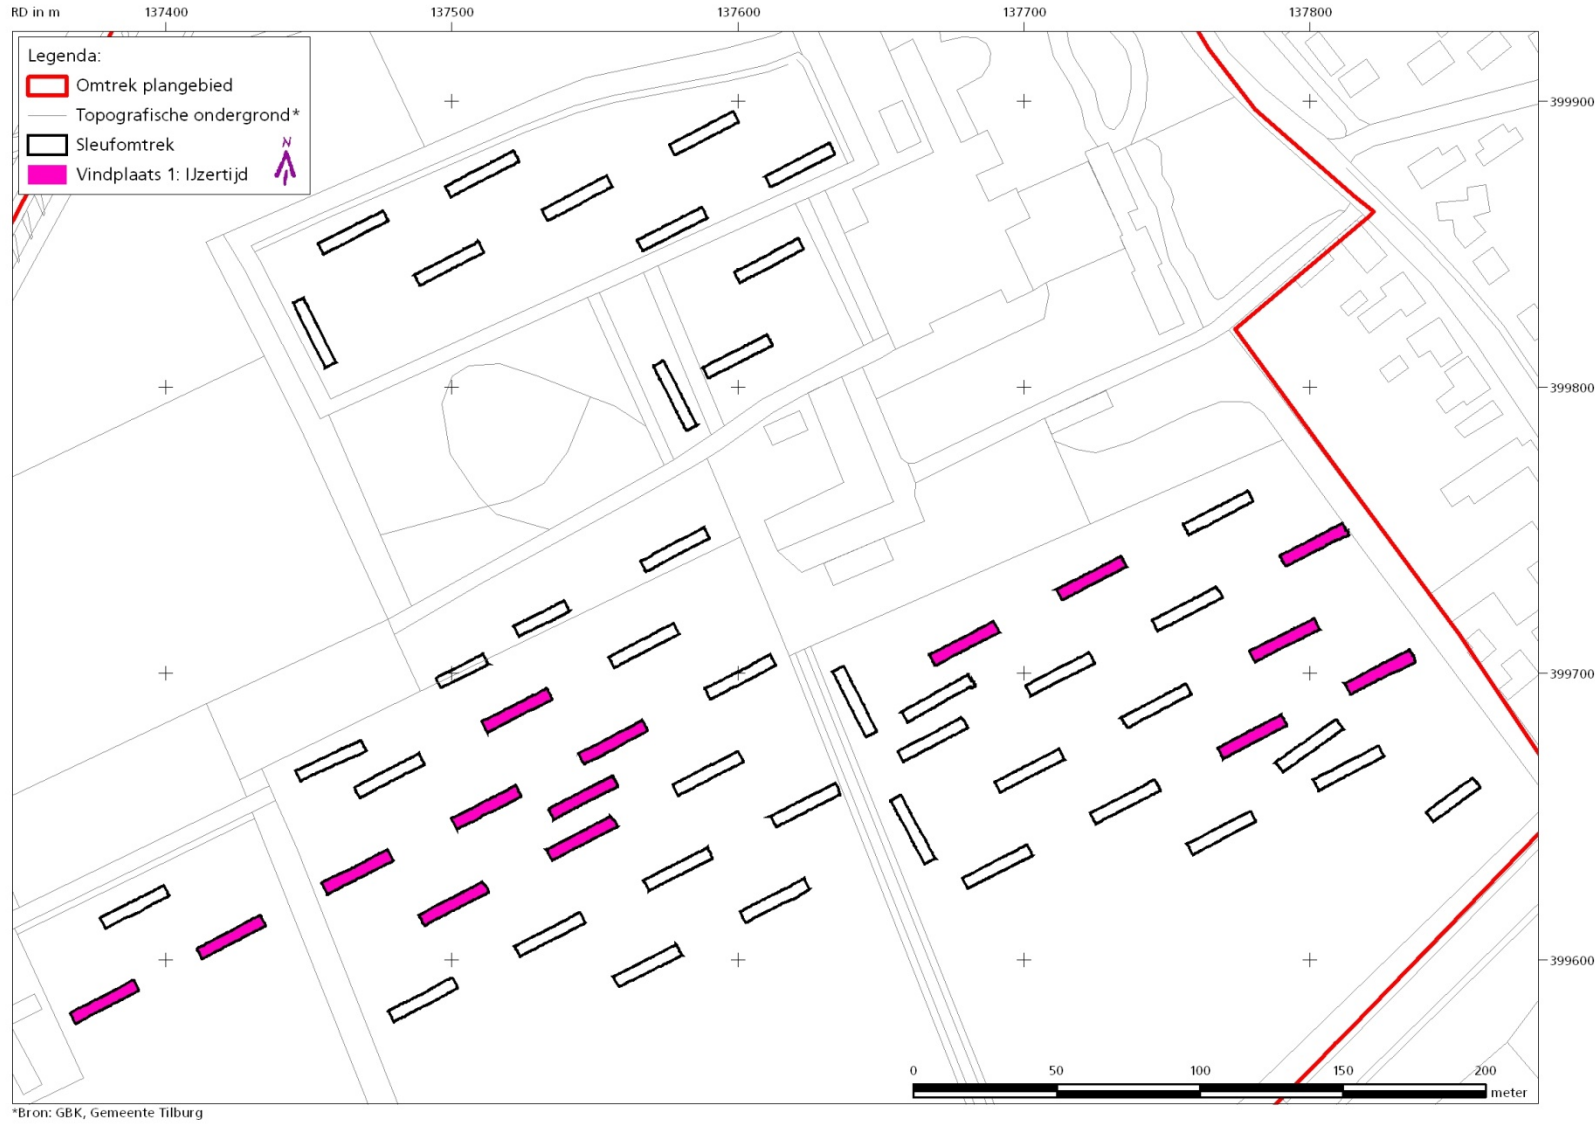 RD in m 137400 137500 137600 137700 137800
Legenda:
Omtrek plangebied
Topografische ondergrond*
Sleufomtrek
N
Vindplaats 1: IJzertijd
399900
399800
399700
399600
0 50 100 150 200
meter
*Bron: GBK, Gemeente Tilburg